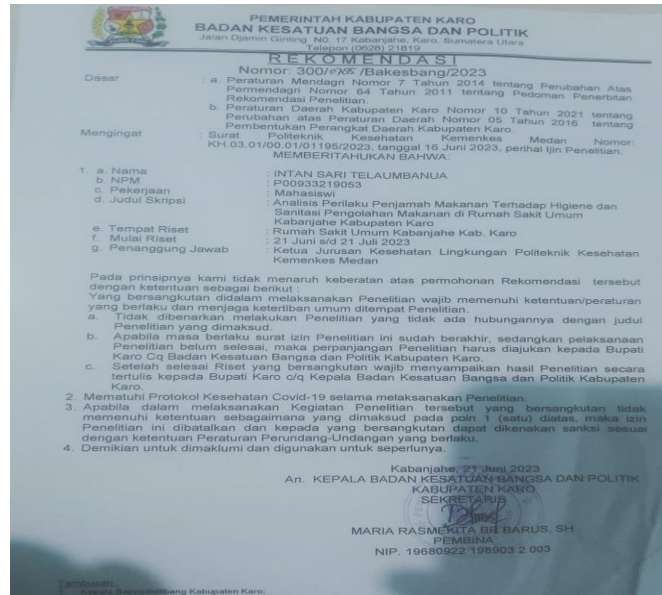 PEMERINTAH KABUPATEN KARO
BADAN KESATUAN BANGSA DAN POLITIK
Jalan Djamin Ginting N0. 17 Kabanjahe, Karo, Sumatera Utara
Telepon (0628) 21619
REKOMENDASI
Nomor: 300/ /Bakesbang/2023
Dasar : a. Peraturan Mendagri Nomor 7 Tahun 2014 tentang Perubahan Atas
Permendagri Nomor 64 Tahun 2011 tentang Pedoman Penerbitan
Rekomendasi Penelitian.
b. Peraturan Daerah Kabupaten Karo Nomor 10 Tahun 2021 tentang
Perubahan atas Peraturan Daerah Nomor 05 Tahun 2016 tentang
Pembentukan Perangkat Daerah Kabupaten Karo.
Mengingat : Surat Politeknik Kesehatan Kemenkes Medan Nomor:
KH.03.01/00.01/01195/2023, tanggal 16 Juni 2023, perihal Ijin Penelitian.
MEMBERITAHUKAN BAHWA:
1. a. Nama : INTAN SARI TELAUMBANUA
b. NPM : P00933219053
c. Pekerjaan : Mahasiswi
d. Judul Skripsi : Analisis Perilaku Penjamah Makanan Terhadap Higiene dan
Sanitasi Pengolahan Makanan di Rumah Sakit Umum
Kabanjahe Kabupaten Karo
e. Tempat Riset : Rumah Sakit Umum Kabanjahe Kab. Karo
f. Mulai Riset : 21 Juni s/d 21 Juli 2023
g. Penanggung Jawab : Ketua Jurusan Kesehatan Lingkungan Politeknik Kesehatan
Kemenkes Medan
Pada prinsipnya kami tidak menaruh keberatan atas permohonan Rekomendasi tersebut
dengan ketentuan sebagai berikut :
Yang bersangkutan didalam melaksanakan Penelitian wajib memenuhi ketentuan/peraturan
yang berlaku dan menjaga ketertiban umum ditempat Penelitian.
a. Tidak dibenarkan melakukan Penelitian yang tidak ada hubungannya dengan judul
Penelitian yang dimaksud.
b. Apabila masa berlaku surat izin Penelitian ini sudah berakhir, sedangkan pelaksanaan
Penelitian belum selesai, maka perpanjangan Penelitian harus diajukan kepada Bupati
Karo Cq Badan Kesatuan Bangsa dan Politik Kabupaten Karo.
c. Setelah selesai Riset yang bersangkutan wajib menyampaikan hasil Penelitian secara
tertulis kepada Bupati Karo c/q Kepala Badan Kesatuan Bangsa dan Politik Kabupaten
Karo.
2. Mematuhi Protokol Kesehatan Covid-19 selama melaksanakan Penelitian.
3. Apabila dalam melaksanakan Kegiatan Penelitian tersebut yang bersangkutan tidak
memenuhi ketentuan sebagaimana yang dimaksud pada poin 1 (satu) diatas, maka izin
Penelitian ini dibatalkan dan kepada yang bersangkutan dapat dikenakan sanksi sesuai
dengan ketentuan Peraturan Perundang-Undangan yang berlaku.
4. Demikian untuk dimaklumi dan digunakan untuk seperlunya.
Kabanjahe, 21 Juni 2023
An. KEPALA BADAN KESATUAN BANGSA DAN POLITIK
KABUPATEN KARO
SEKRETARIS
MARIA RASMEKITA BR BARUS, SH
PEMBINA
NIP. 19680922 198903 2 003
Tembusan :
Kabupaten Karo;